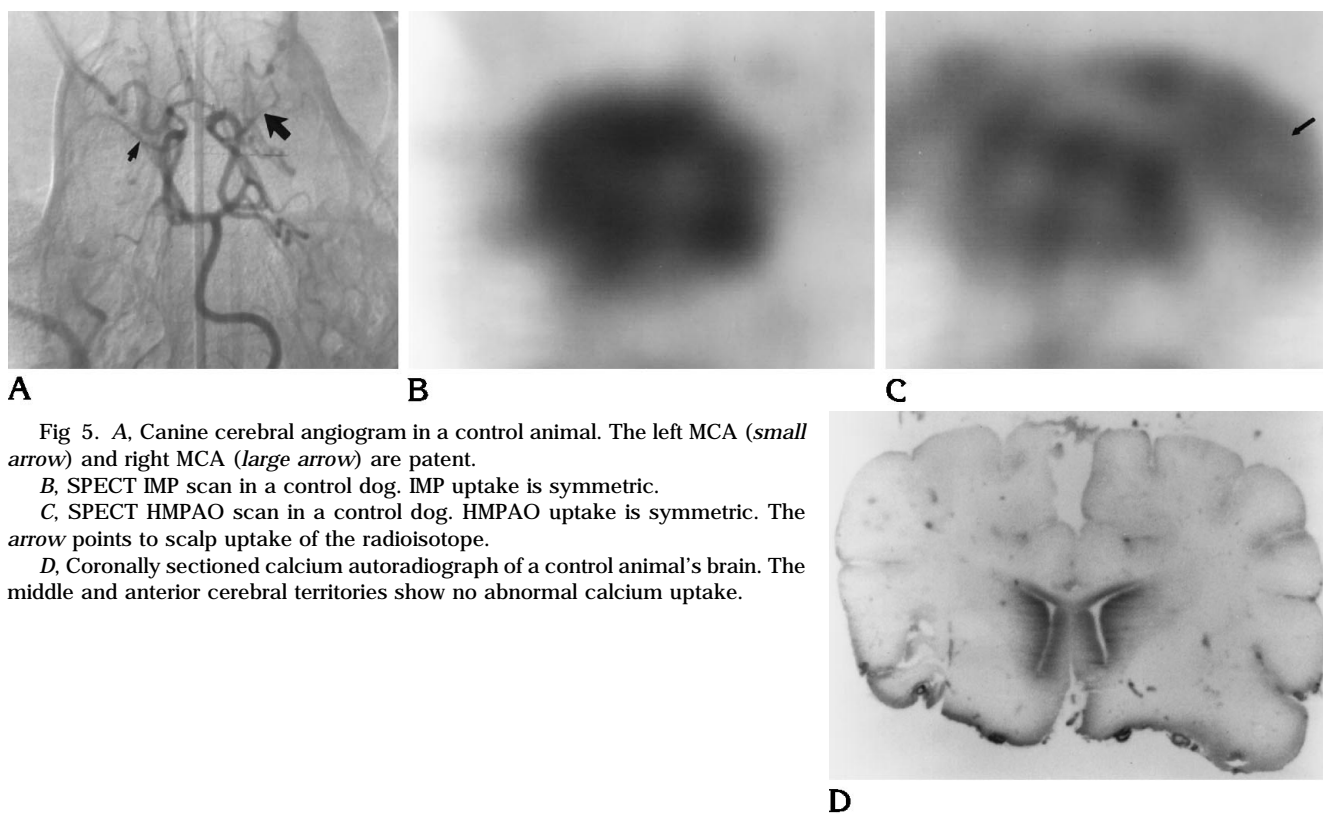 A
B
C
Fig 5. A, Canine cerebral angiogram in a control animal. The left MCA (small
arrow) and right MCA (large arrow) are patent.
B, SPECT IMP scan in a control dog. IMP uptake is symmetric.
C, SPECT HMPAO scan in a control dog. HMPAO uptake is symmetric. The
arrow points to scalp uptake of the radioisotope.
D, Coronally sectioned calcium autoradiograph of a control animal's brain. The
middle and anterior cerebral territories show no abnormal calcium uptake.
D